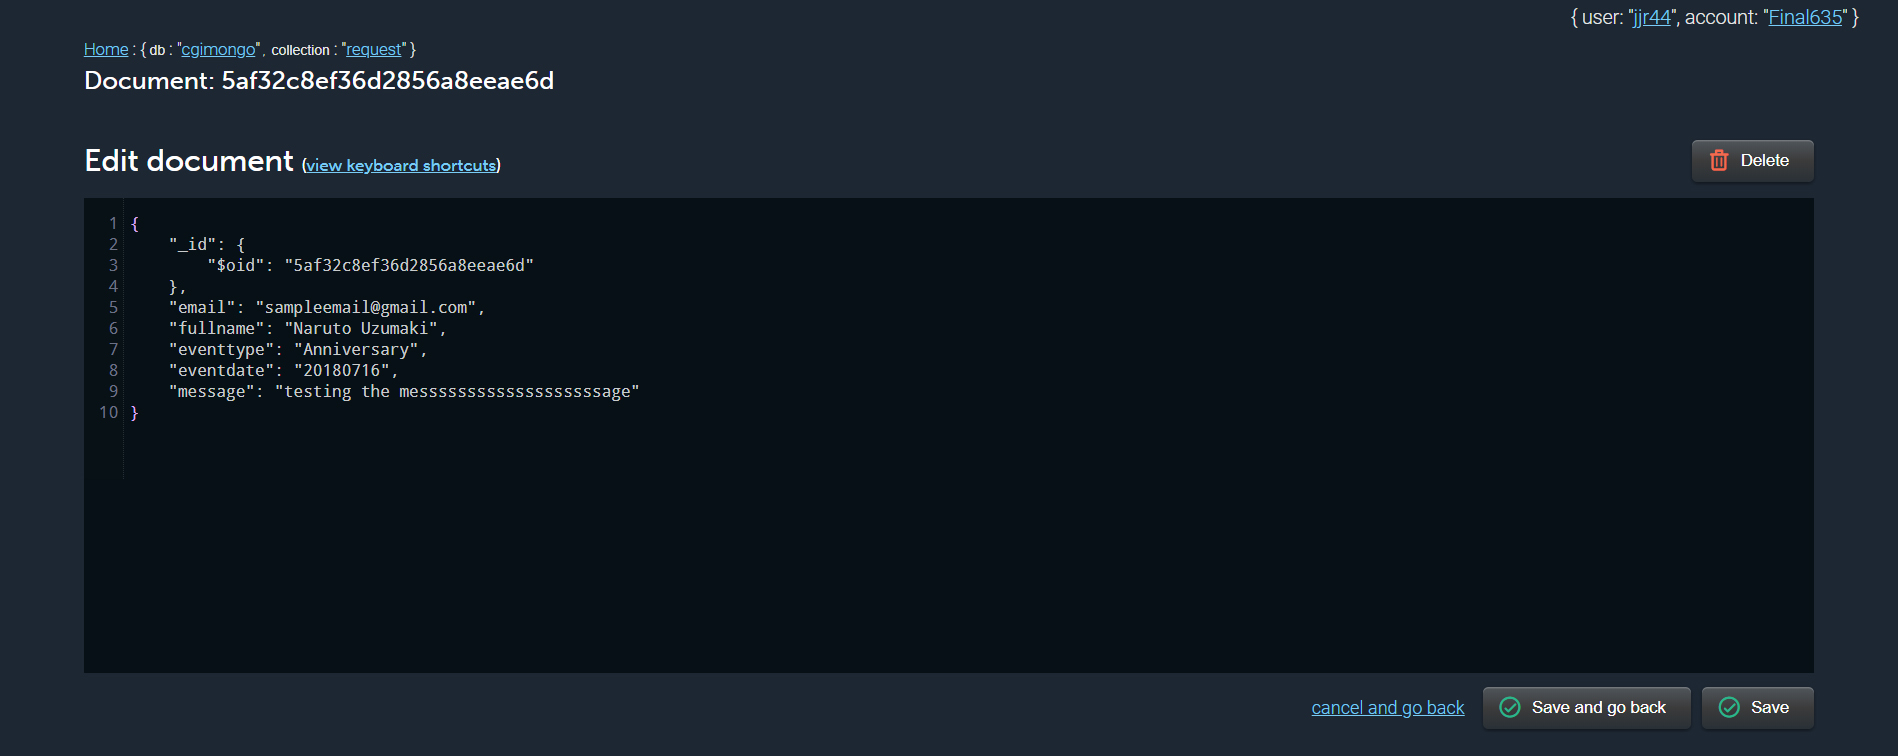 { user: "jjr44", account: "Final635" }
Home : { db : "cgimongo", collection : "request" }
Document: 5af32c8ef36d2856a8eeae6d
Edit document (view keyboard shortcuts)
Delete
1 {
2     "_id": {
3         "$oid": "5af32c8ef36d2856a8eeae6d"
4     },
5     "email": "sampleemail@gmail.com",
6     "fullname": "Naruto Uzumaki",
7     "eventtype": "Anniversary",
8     "eventdate": "20180716",
9     "message": "testing the messssssssssssssssssssage"
10 }
cancel and go back Save and go back Save